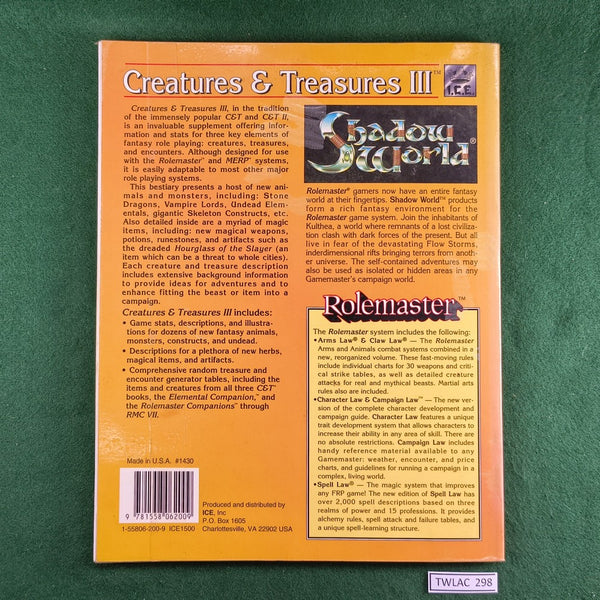 Creatures & Treasures III™
I.C.E.
Creatures & Treasures III, in the tradition
of the immensely popular C&T and C&T II,
is an invaluable supplement offering infor-
mation and stats for three key elements of
fantasy role playing: creatures, treasures,
and encounters. Although designed for use
with the Rolemaster™ and MERP™ systems,
it is easily adaptable to most other major
role playing systems.
This bestiary presents a host of new ani-
mals and monsters, including: Stone
Dragons, Vampire Lords, Undead Elem-
entals, gigantic Skeleton Constructs, etc.
Also detailed inside are a myriad of magic
items, including: new magical weapons,
potions, runestones, and artifacts such as
the dreaded Hourglass of the Slayer (an
item which can be a threat to whole cities).
Each creature and treasure description
includes extensive background information
to provide ideas for adventures and to
enhance fitting the beast or item into a
campaign.
Creatures & Treasures III includes:
• Game stats, descriptions, and illustra-
tions for dozens of new fantasy animals,
monsters, constructs, and undead.
• Descriptions for a plethora of new herbs,
magical items, and artifacts.
• Comprehensive random treasure and
encounter generator tables, including the
items and creatures from all three C&T™
books, the Elemental Companion,™ and
the Rolemaster Companions™ through
RMC VII.
Shadow
World®
Rolemaster® gamers now have an entire fantasy
world at their fingertips. Shadow World™ products
form a rich fantasy environment for the
Rolemaster game system. Join the inhabitants of
Kulthea, a world where remnants of a lost civiliza-
tion clash with dark forces of the present. But all
live in fear of the devastating Flow Storms,
inderdimensional rifts bringing terrors from anoth-
er universe. The self-contained adventures may
also be used as isolated or hidden areas in any
Gamemaster's campaign world.
Rolemaster™
The Rolemaster system includes the following:
•Arms Law® & Claw Law® — The Rolemaster
Arms and Animals combat systems combined in a
new, reorganized volume. These fast-moving rules
include individual charts for 30 weapons and criti-
cal strike tables, as well as detailed creature
attacks for real and mythical beasts. Martial arts
rules also are included.
•Character Law & Campaign Law™ — The new ver-
sion of the complete character development and
campaign guide. Character Law features a unique
trait development system that allows characters to
increase their ability in any area of skill. There are
no absolute restrictions. Campaign Law includes
handy reference material available to any
Gamemaster: weather, encounter, and price
charts, and guidelines for running a campaign in a
complex, living world.
•Spell Law® — The magic system that improves
any FRP game! The new edition of Spell Law has
over 2,000 spell descriptions based on three
realms of power and 15 professions. It provides
alchemy rules, spell attack and failure tables, and
a unique spell-learning structure.
Made in U.S.A. #1430
9 781558 062009
1-55806-200-9 ICE1500
Produced and distributed by
ICE, Inc
P.O. Box 1605
Charlottesville, VA 22902 USA
TWLAC 298